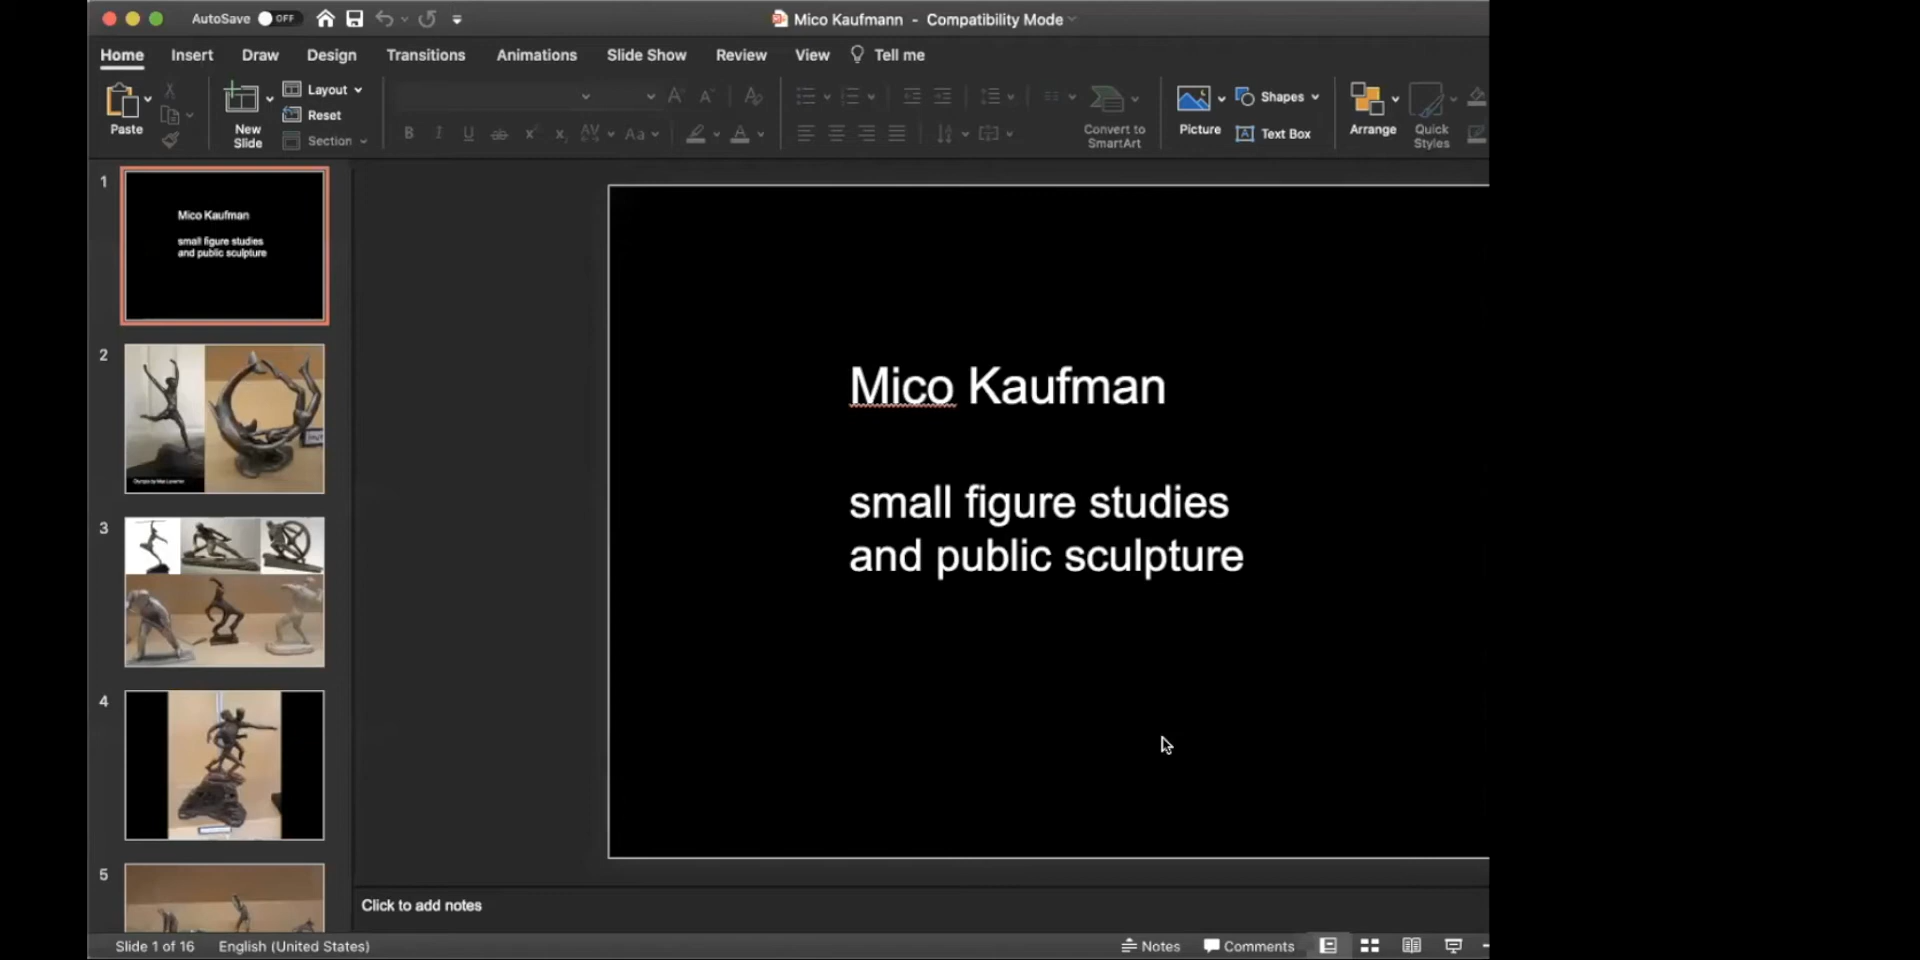 AutoSave OFF
Mico Kaufmann - Compatibility Mode
Home Insert Draw Design Transitions Animations Slide Show Review View Tell me
Paste
New Slide
Layout
Reset
Section
Convert to SmartArt
Picture
Shapes
Text Box
Arrange
Quick Styles
1
Mico Kaufman
small figure studies
and public sculpture
2
3
4
5
Mico Kaufman
small figure studies
and public sculpture
Click to add notes
Slide 1 of 16 English (United States) Notes Comments